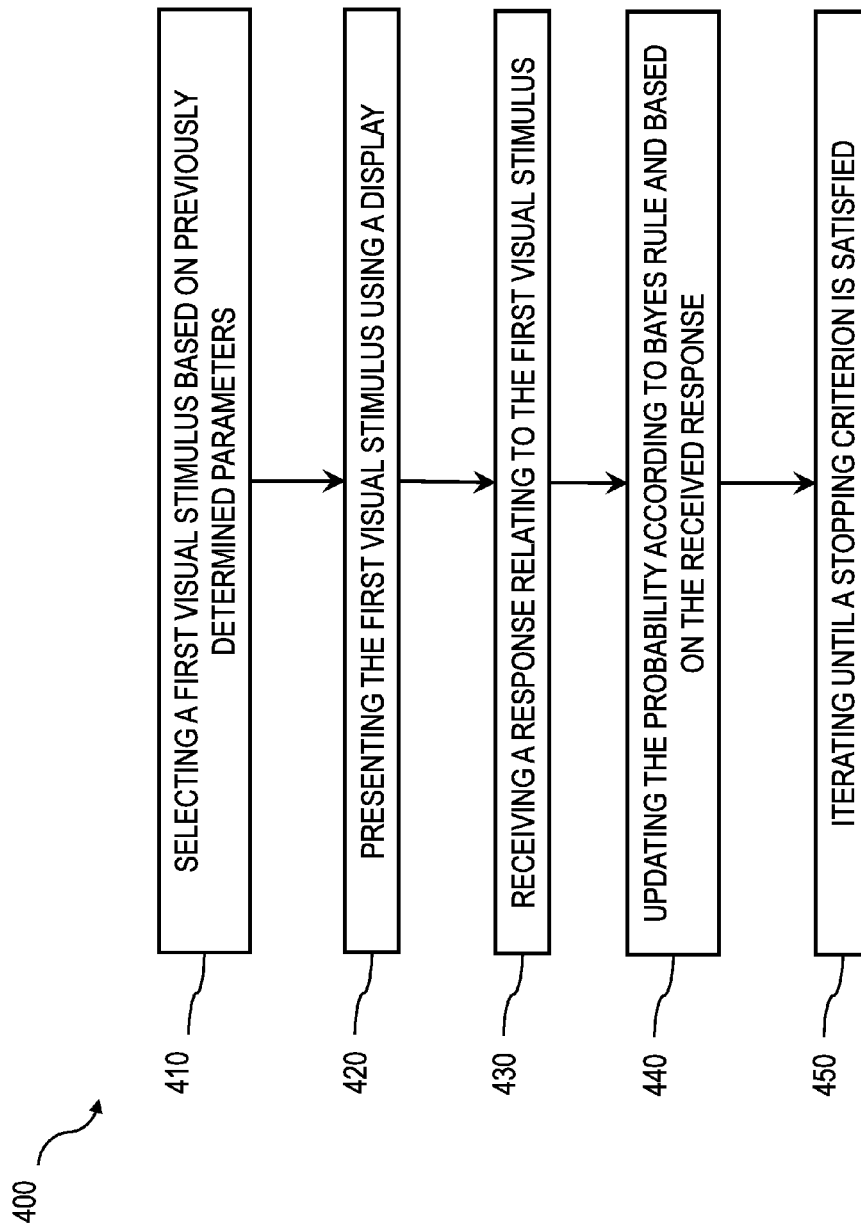 400
410
SELECTING A FIRST VISUAL STIMULUS BASED ON PREVIOUSLY
DETERMINED PARAMETERS
420
PRESENTING THE FIRST VISUAL STIMULUS USING A DISPLAY
430
RECEIVING A RESPONSE RELATING TO THE FIRST VISUAL STIMULUS
440
UPDATING THE PROBABILITY ACCORDING TO BAYES RULE AND BASED
ON THE RECEIVED RESPONSE
450
ITERATING UNTIL A STOPPING CRITERION IS SATISFIED